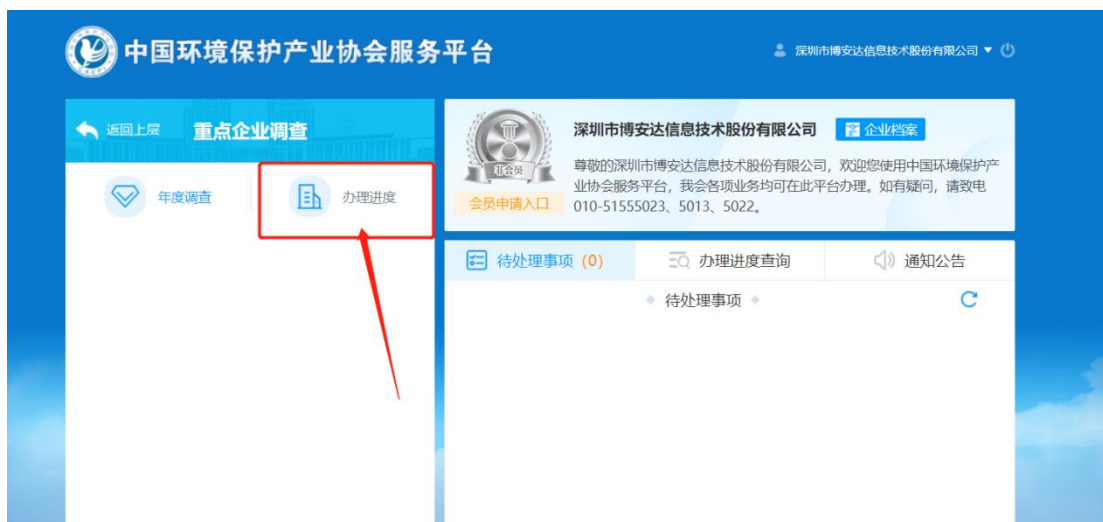 中国环境保护产业协会服务平台
深圳市博安达信息技术股份有限公司
返回上层
重点企业调查
年度调查
办理进度
非会员
会员申请入口
深圳市博安达信息技术股份有限公司
企业档案
尊敬的深圳市博安达信息技术股份有限公司，欢迎您使用中国环境保护产
业协会服务平台，我会各项业务均可在此平台办理。如有疑问，请致电
010-51555023、5013、5022。
待处理事项（0）
办理进度查询
通知公告
待处理事项